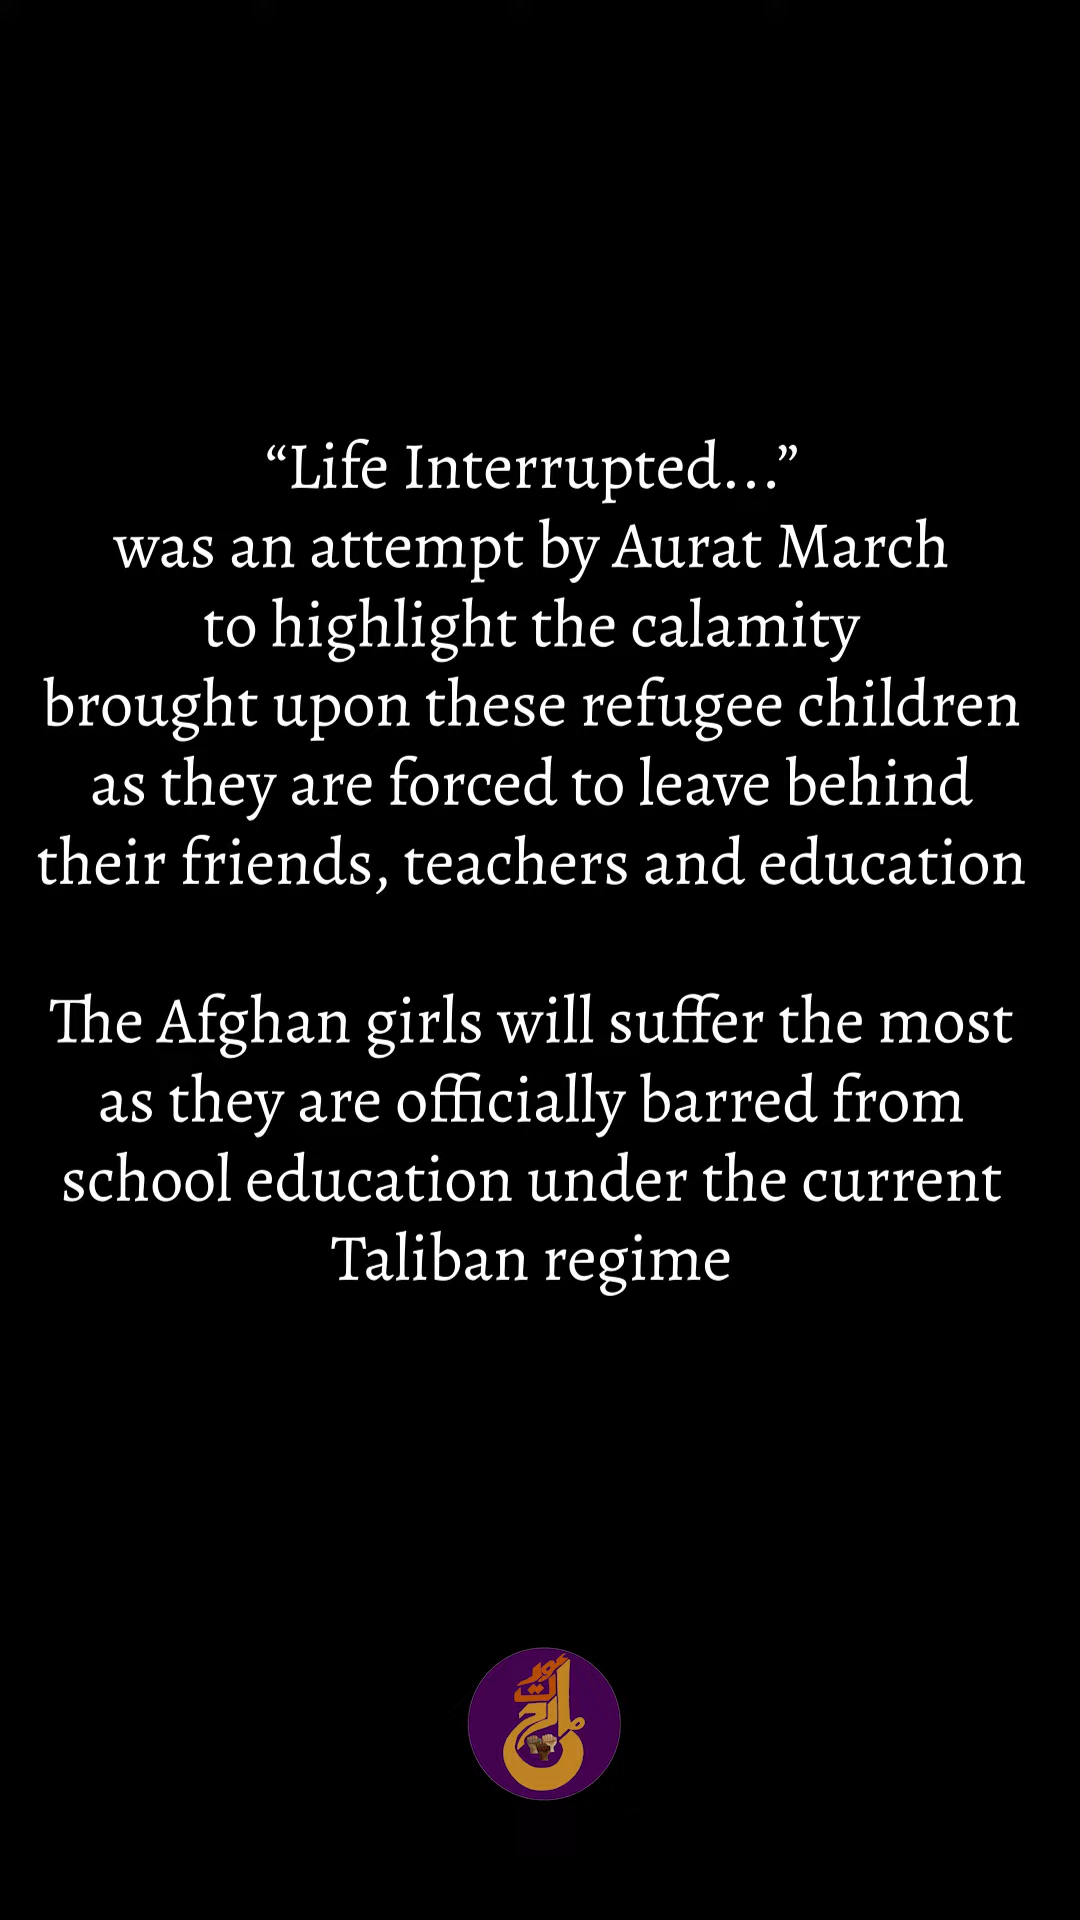 “Life Interrupted...”
was an attempt by Aurat March
to highlight the calamity
brought upon these refugee children
as they are forced to leave behind
their friends, teachers and education
The Afghan girls will suffer the most
as they are officially barred from
school education under the current
Taliban regime
عورت
مارچ